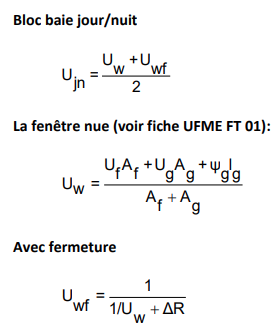 Bloc baie jour/nuit
U_jn = (U_w + U_wf) / 2
La fenêtre nue (voir fiche UFME FT 01):
U_w = (U_f A_f + U_g A_g + ψ_g l_g) / (A_f + A_g)
Avec fermeture
U_wf = 1 / (1/U_w + ΔR)